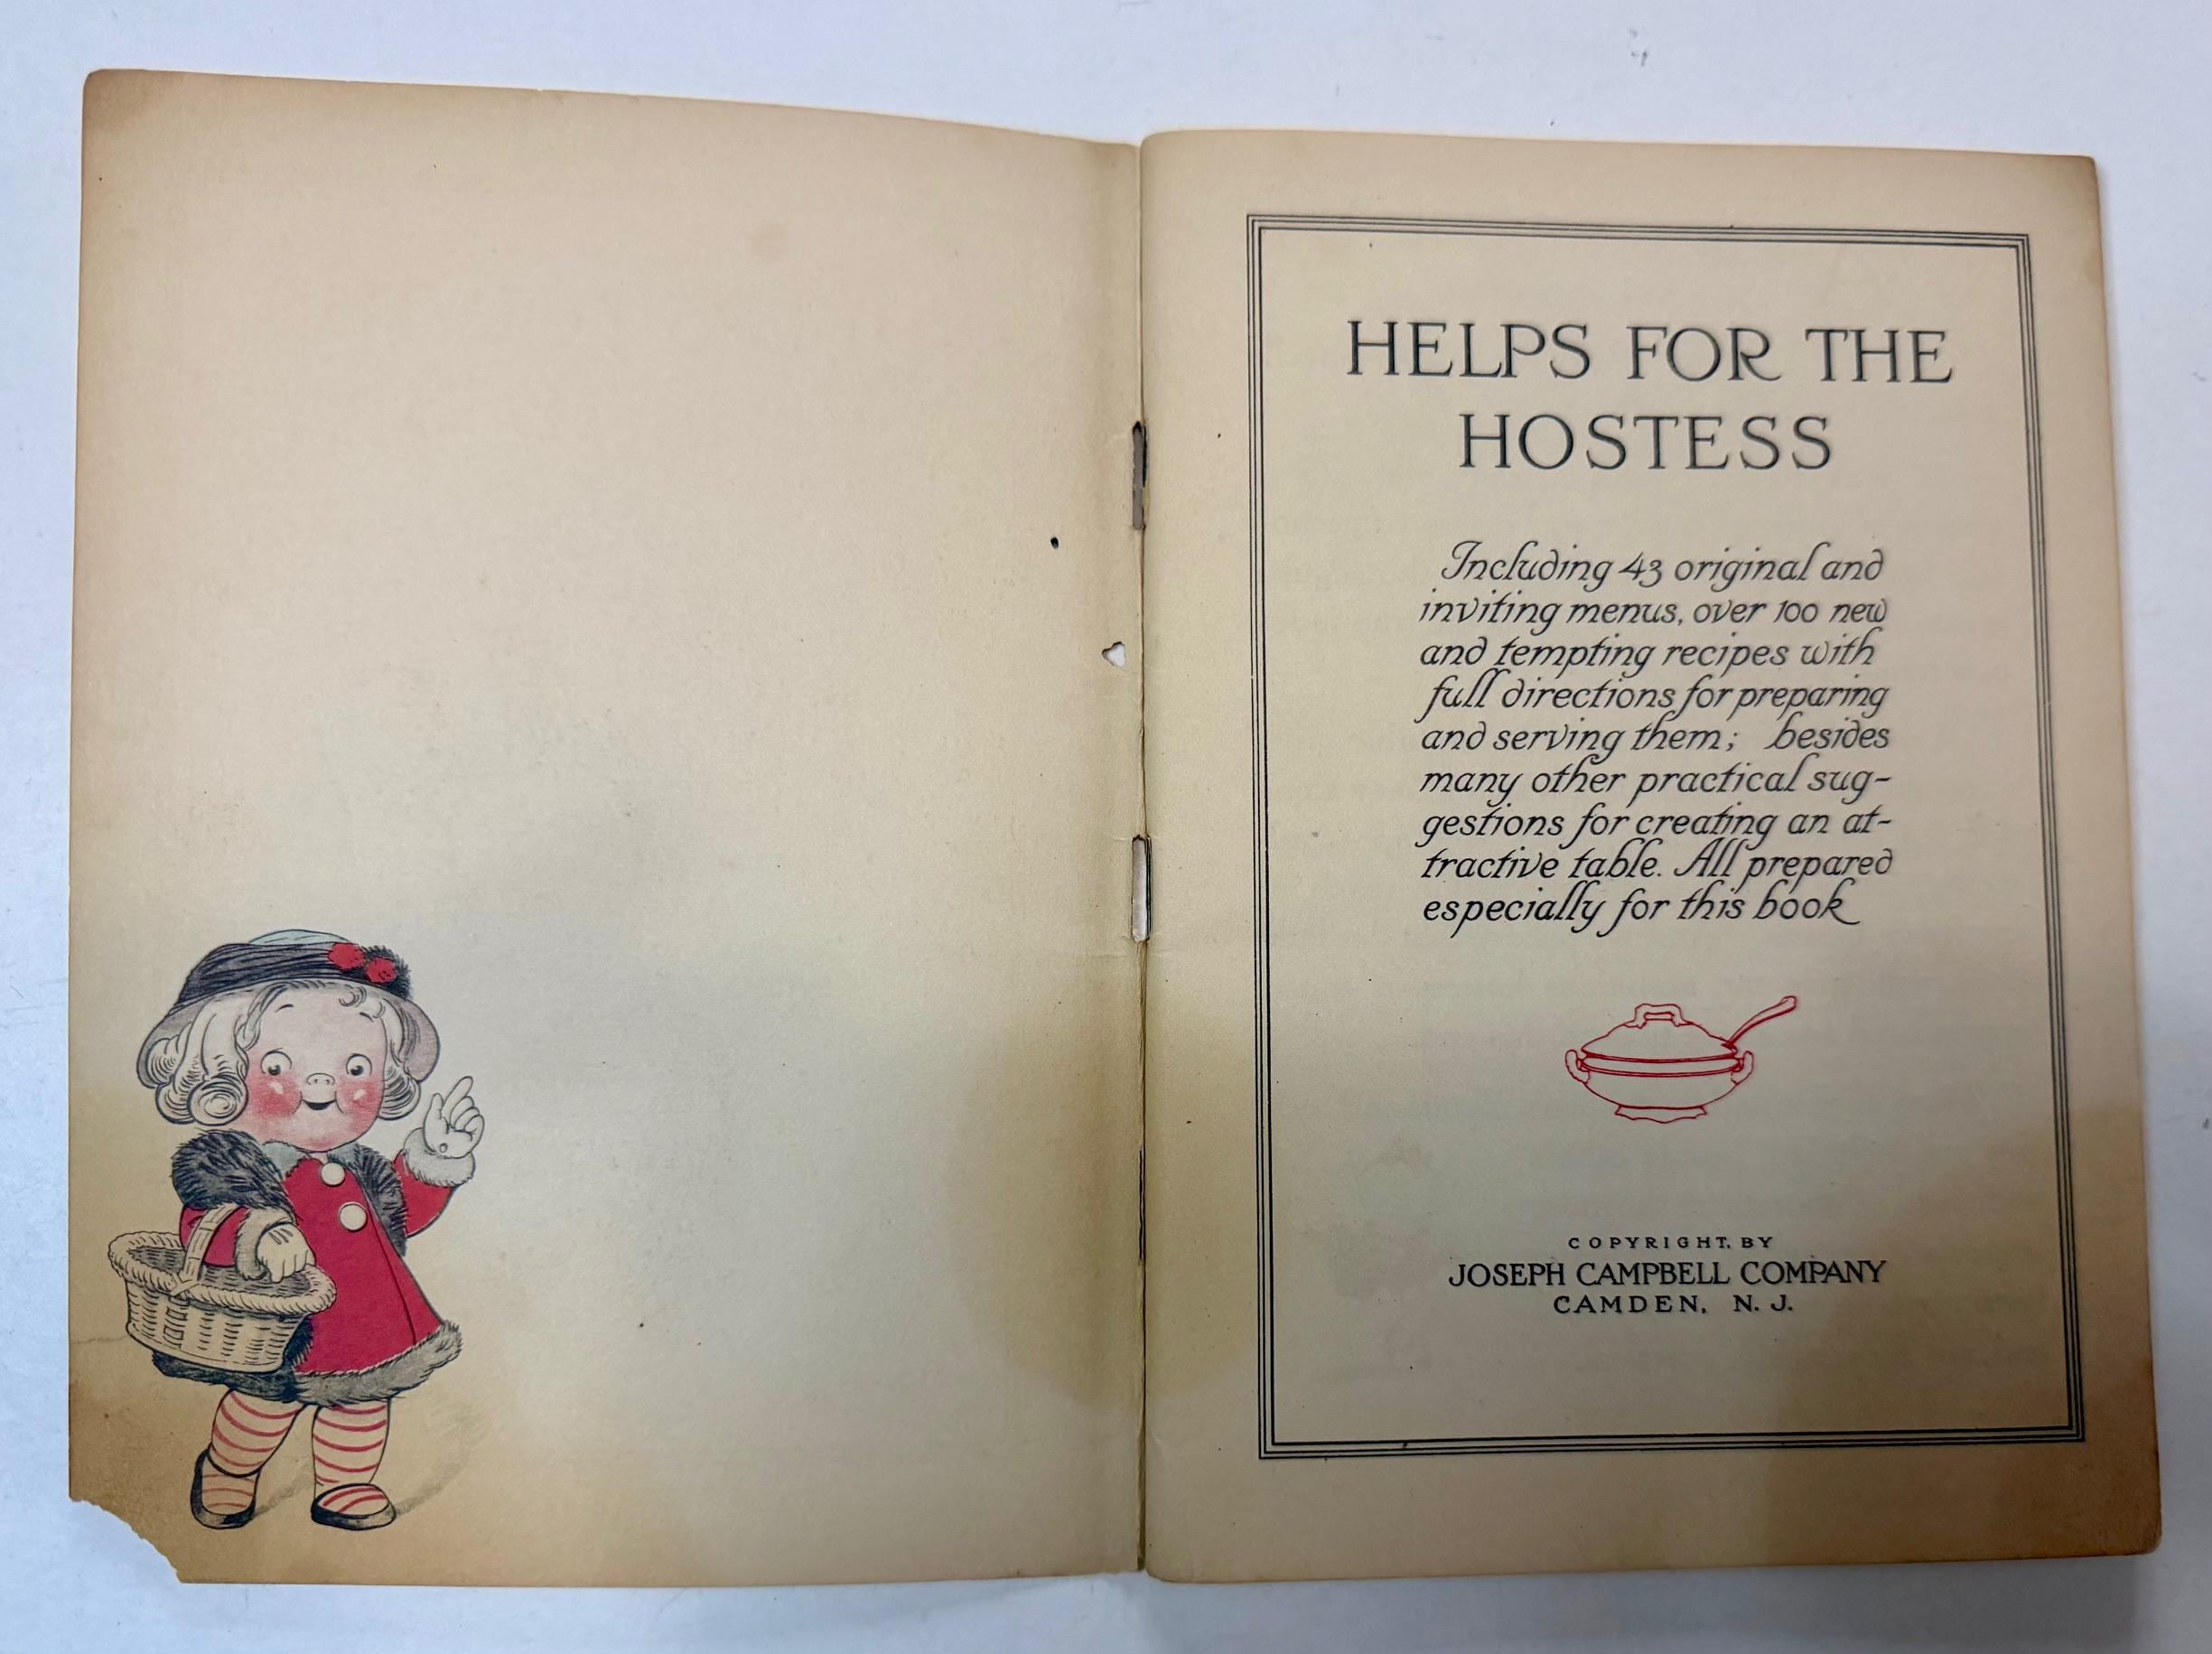 HELPS FOR THE
HOSTESS
Including 43 original and
inviting menus, over 100 new
and tempting recipes with
full directions for preparing
and serving them; besides
many other practical sug-
gestions for creating an at-
tractive table. All prepared
especially for this book
COPYRIGHT, BY
JOSEPH CAMPBELL COMPANY
CAMDEN, N. J.